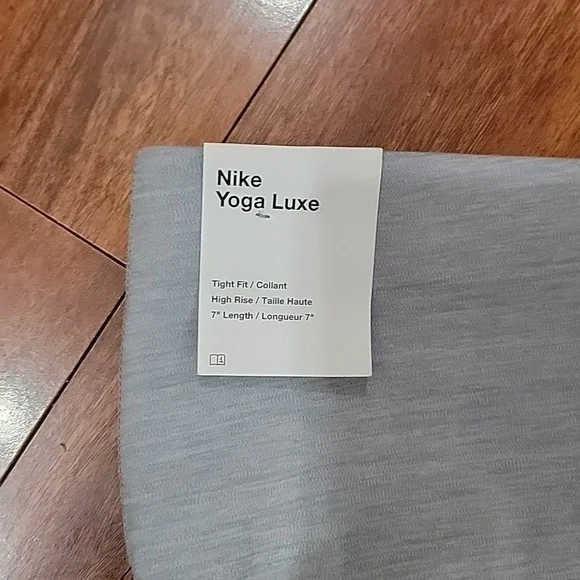 Nike
Yoga Luxe
Tight Fit / Collant
High Rise / Taille Haute
7" Length / Longueur 7"